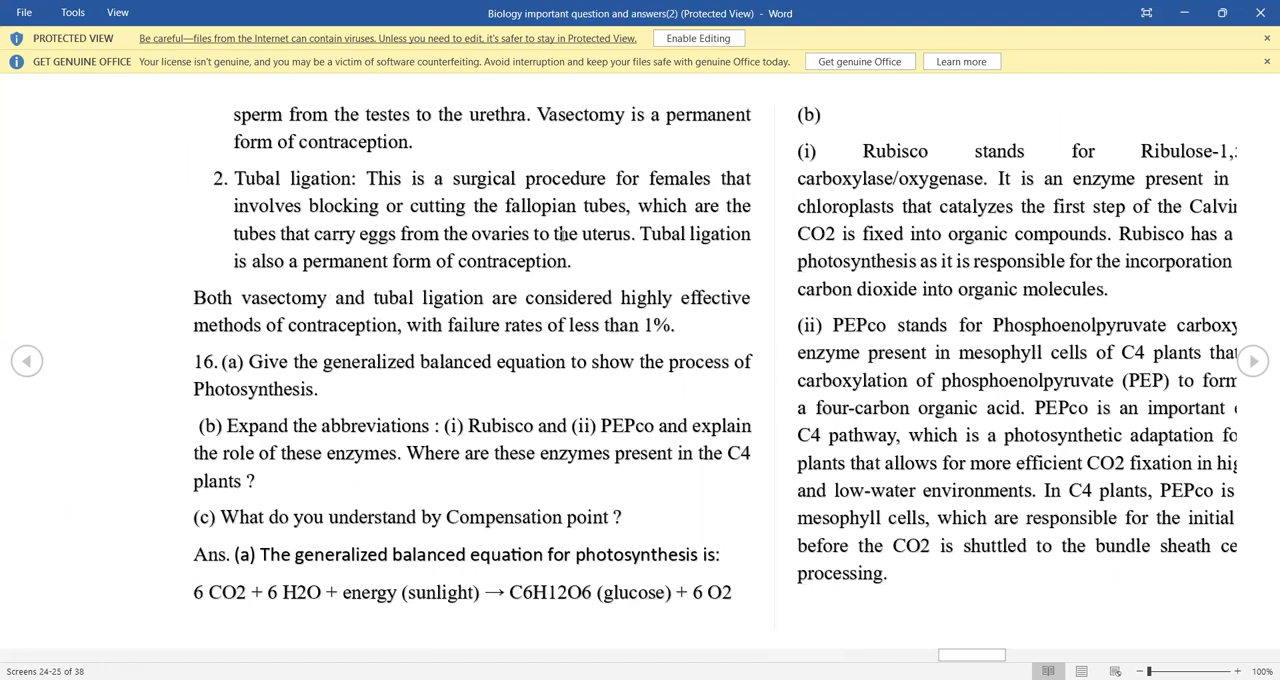 File Tools View Biology important question and answers(2) (Protected View) - Word
PROTECTED VIEW Be careful—files from the Internet can contain viruses. Unless you need to edit, it's safer to stay in Protected View. Enable Editing
GET GENUINE OFFICE Your license isn't genuine, and you may be a victim of software counterfeiting. Avoid interruption and keep your files safe with genuine Office today. Get genuine Office Learn more
sperm from the testes to the urethra. Vasectomy is a permanent
form of contraception.
2. Tubal ligation: This is a surgical procedure for females that
involves blocking or cutting the fallopian tubes, which are the
tubes that carry eggs from the ovaries to the uterus. Tubal ligation
is also a permanent form of contraception.
Both vasectomy and tubal ligation are considered highly effective
methods of contraception, with failure rates of less than 1%.
16. (a) Give the generalized balanced equation to show the process of
Photosynthesis.
(b) Expand the abbreviations : (i) Rubisco and (ii) PEPco and explain
the role of these enzymes. Where are these enzymes present in the C4
plants ?
(c) What do you understand by Compensation point ?
Ans. (a) The generalized balanced equation for photosynthesis is:
6 CO2 + 6 H2O + energy (sunlight) → C6H12O6 (glucose) + 6 O2
(b)
(i) Rubisco stands for Ribulose-1,
carboxylase/oxygenase. It is an enzyme present in
chloroplasts that catalyzes the first step of the
CO2 is fixed into organic compounds. Rubisco has a
photosynthesis as it is responsible for the incorporation
carbon dioxide into organic molecules.
(ii) PEPco stands for Phosphoenolpyruvate
enzyme present in mesophyll cells of C4 plants
carboxylation of phosphoenolpyruvate (PEP) to form
a four-carbon organic acid. PEPco is an important
C4 pathway, which is a photosynthetic adaptation
plants that allows for more efficient CO2 fixation in
and low-water environments. In C4 plants, PEPco is
mesophyll cells, which are responsible for the initial
before the CO2 is shuttled to the bundle sheath
processing.
Screens 24-25 of 38 100%